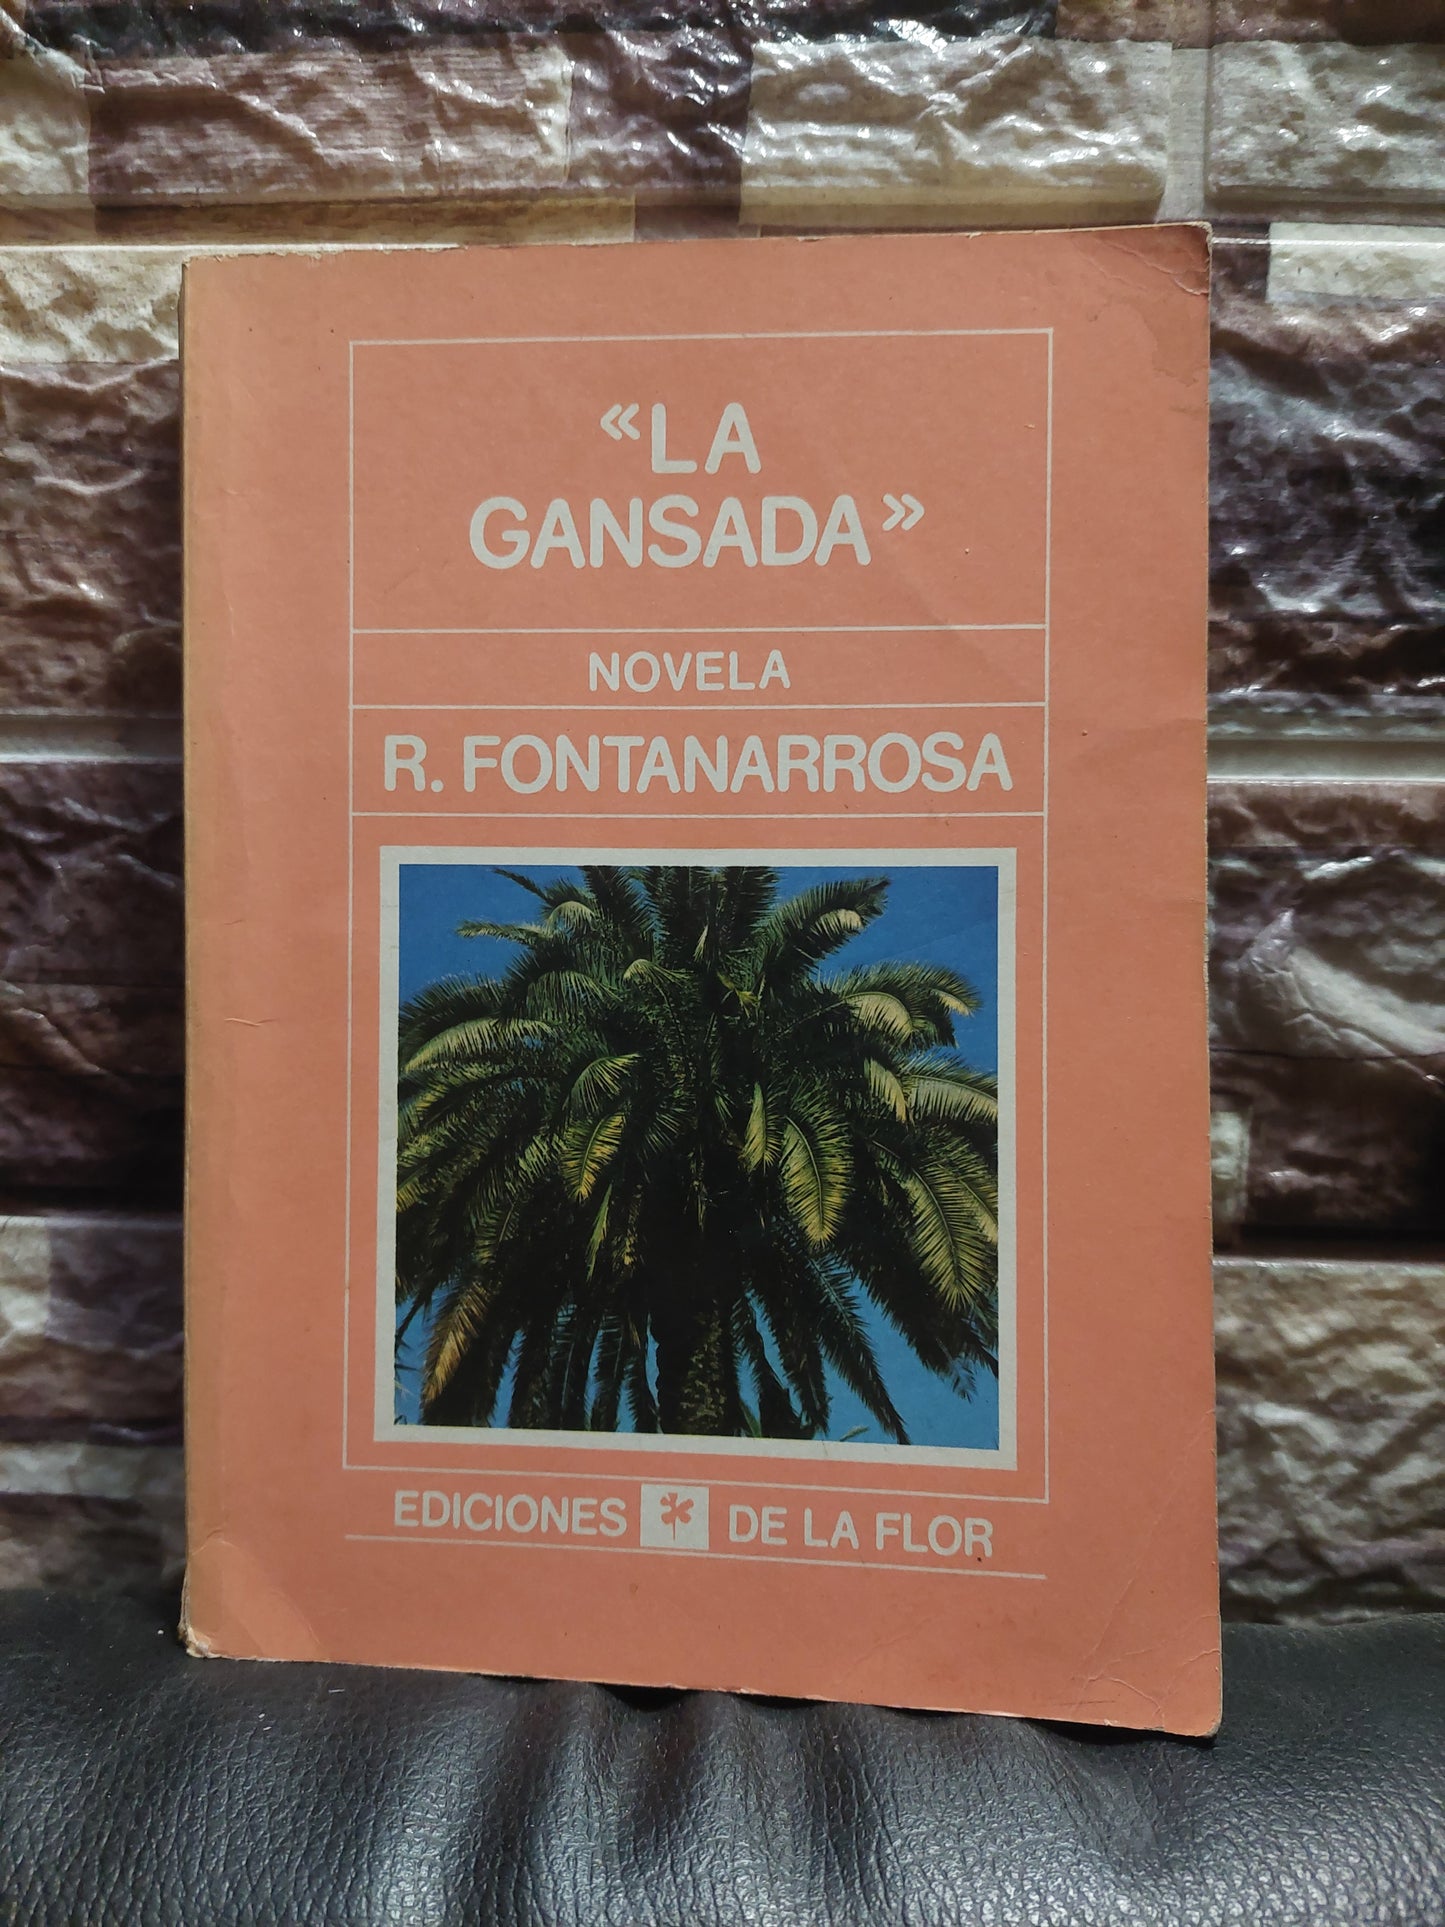 «LA
GANSADA»
NOVELA
R. FONTANARROSA
EDICIONES DE LA FLOR